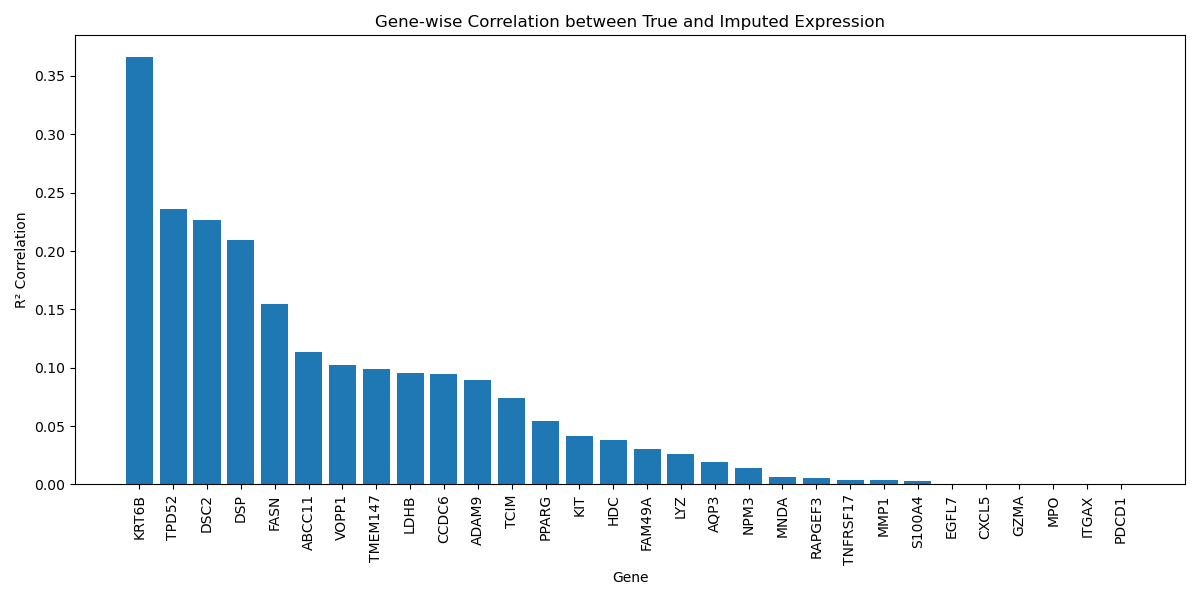 Gene-wise Correlation between True and Imputed Expression
R² Correlation
0.35
0.30
0.25
0.20
0.15
0.10
0.05
0.00
KRT6B
TPD52
DSC2
DSP
FASN
ABCC11
VOPP1
TMEM147
LDHB
CCDC6
ADAM9
TCIM
PPARG
KIT
HDC
FAM49A
LYZ
AQP3
NPM3
MNDA
RAPGEF3
TNFRSF17
MMP1
S100A4
EGFL7
CXCL5
GZMA
MPO
ITGAX
PDCD1
Gene